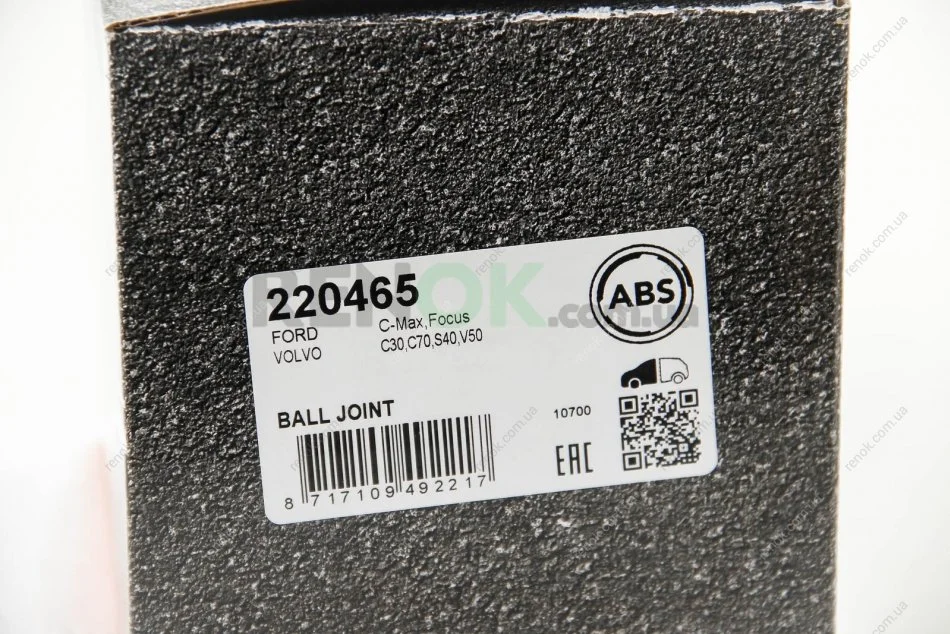 220465
FORD C-Max,Focus
VOLVO C30,C70,S40,V50
ABS
BALL JOINT
10700
EAC
8 717109 492217
RENOK.com.ua
renok.com.ua